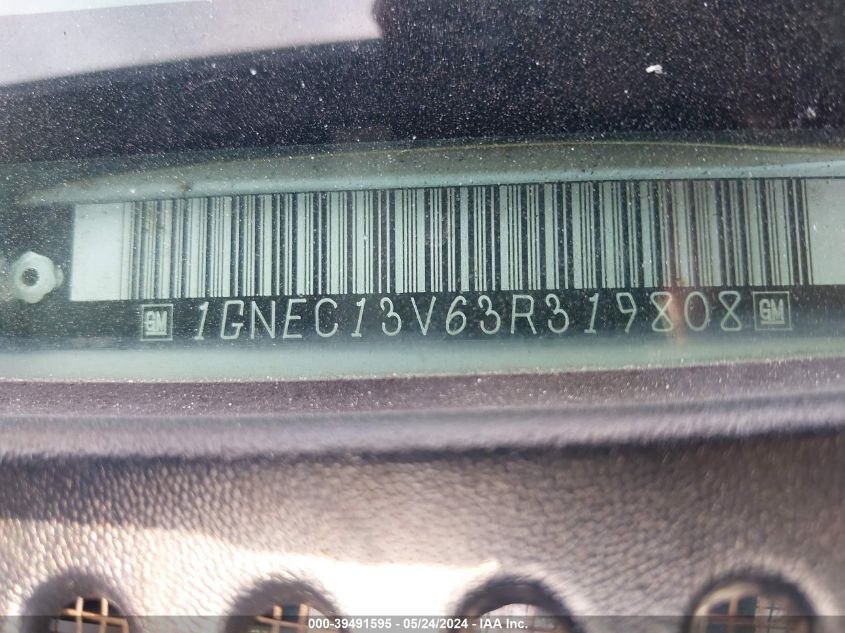 GM 1GNEC13V63R319808 GM
000-39491595 - 05/24/2024 - © IAA, Inc.